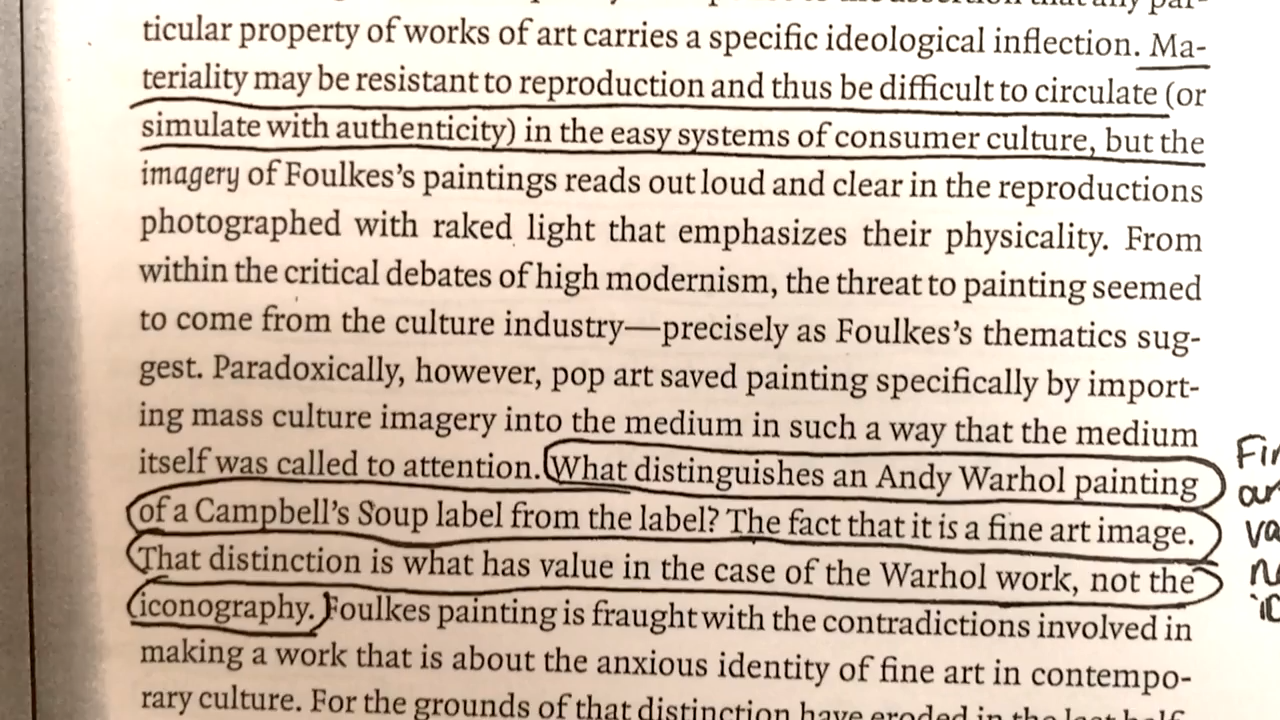 ticular property of works of art carries a specific ideological inflection. Ma-
teriality may be resistant to reproduction and thus be difficult to circulate (or
simulate with authenticity) in the easy systems of consumer culture, but the
imagery of Foulkes’s paintings reads out loud and clear in the reproductions
photographed with raked light that emphasizes their physicality. From
within the critical debates of high modernism, the threat to painting seemed
to come from the culture industry—precisely as Foulkes’s thematics sug-
gest. Paradoxically, however, pop art saved painting specifically by import-
ing mass culture imagery into the medium in such a way that the medium
itself was called to attention. What distinguishes an Andy Warhol painting
of a Campbell’s Soup label from the label? The fact that it is a fine art image.
That distinction is what has value in the case of the Warhol work, not the
iconography. Foulkes painting is fraught with the contradictions involved in
making a work that is about the anxious identity of fine art in contempo-
rary culture. For the grounds of that distinction have eroded in the last half